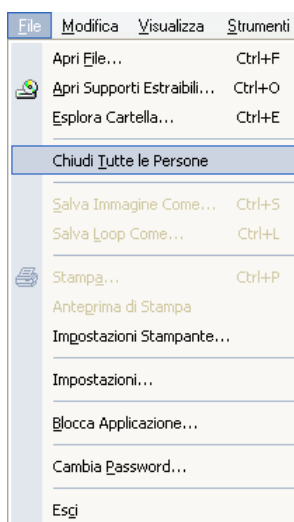 File Modifica Visualizza Strumenti
Apri File... Ctrl+F
Apri Supporti Estraibili... Ctrl+O
Esplora Cartella... Ctrl+E
Chiudi Tutte le Persone
Salva Immagine Come... Ctrl+S
Salva Loop Come... Ctrl+L
Stampa... Ctrl+P
Anteprima di Stampa
Impostazioni Stampante...
Impostazioni...
Blocca Applicazione...
Cambia Password...
Esci